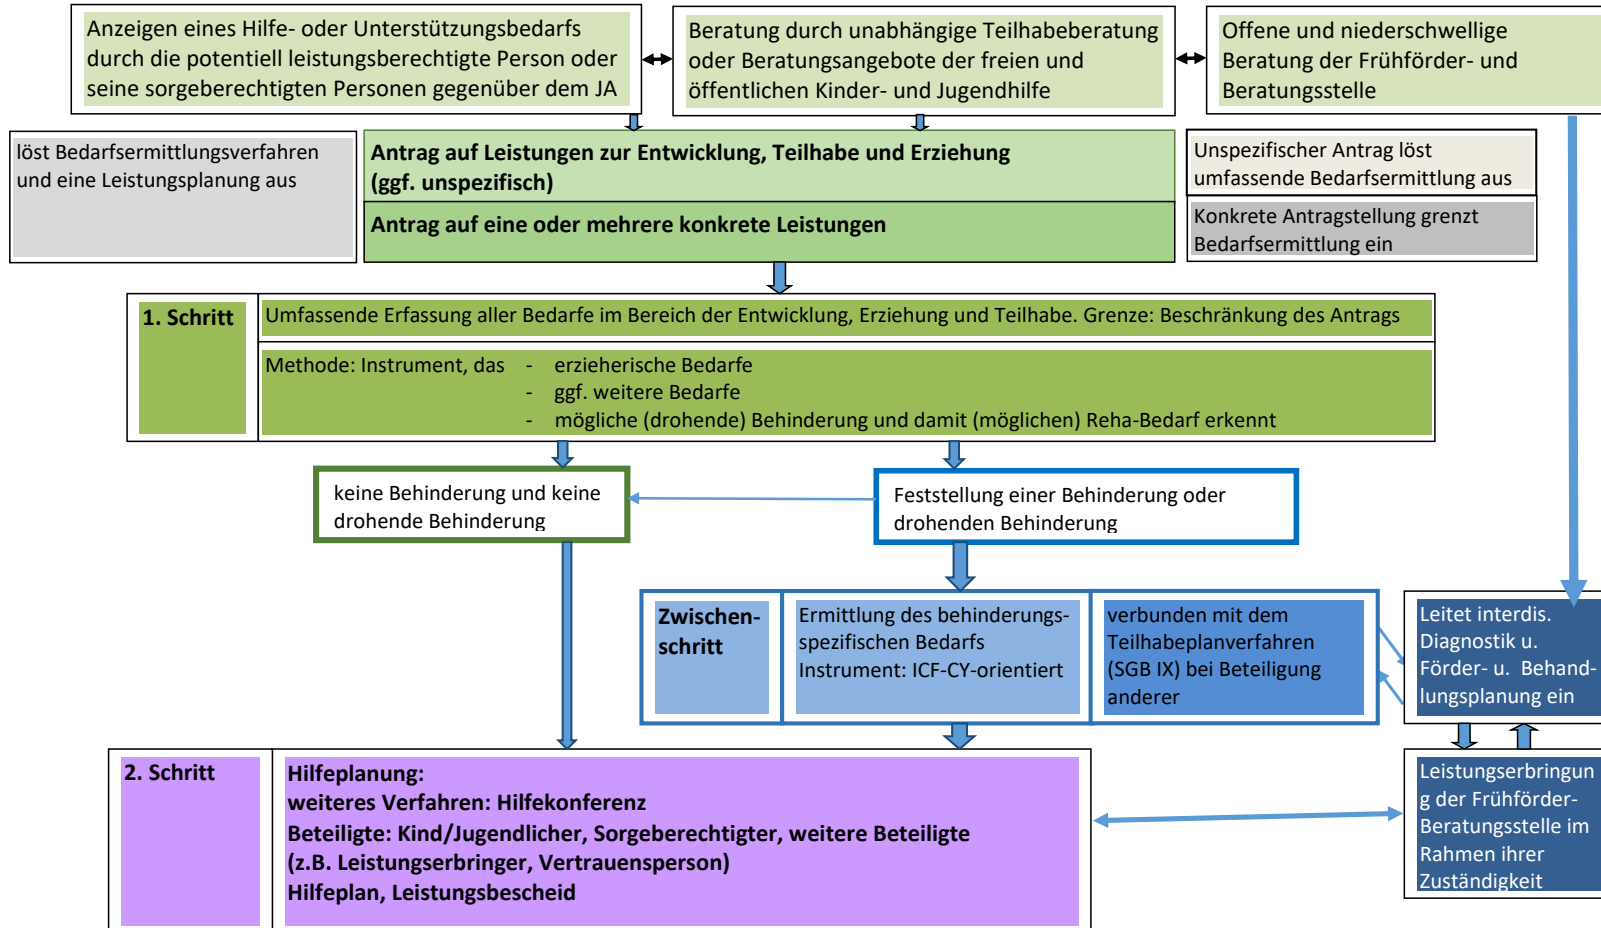 Anzeigen eines Hilfe- oder Unterstützungsbedarfs
durch die potentiell leistungsberechtigte Person oder
seine sorgeberechtigten Personen gegenüber dem JA
Beratung durch unabhängige Teilhabeberatung
oder Beratungsangebote der freien und
öffentlichen Kinder- und Jugendhilfe
Offene und niederschwellige
Beratung der Frühförder- und
Beratungsstelle
löst Bedarfsermittlungsverfahren
und eine Leistungsplanung aus
Antrag auf Leistungen zur Entwicklung, Teilhabe und Erziehung
(ggf. unspezifisch)
Antrag auf eine oder mehrere konkrete Leistungen
Unspezifischer Antrag löst
umfassende Bedarfsermittlung aus
Konkrete Antragstellung grenzt
Bedarfsermittlung ein
1. Schritt
Umfassende Erfassung aller Bedarfe im Bereich der Entwicklung, Erziehung und Teilhabe. Grenze: Beschränkung des Antrags
Methode: Instrument, das - erzieherische Bedarfe
- ggf. weitere Bedarfe
- mögliche (drohende) Behinderung und damit (möglichen) Reha-Bedarf erkennt
keine Behinderung und keine
drohende Behinderung
Feststellung einer Behinderung oder
drohenden Behinderung
Zwischen-
schritt
Ermittlung des behinderungs-
spezifischen Bedarfs
Instrument: ICF-CY-orientiert
verbunden mit dem
Teilhabeplanverfahren
(SGB IX) bei Beteiligung
anderer
Leitet interdis.
Diagnostik u.
Förder- u. Behand-
lungsplanung ein
2. Schritt
Hilfeplanung:
weiteres Verfahren: Hilfekonferenz
Beteiligte: Kind/Jugendlicher, Sorgeberechtigter, weitere Beteiligte
(z.B. Leistungserbringer, Vertrauensperson)
Hilfeplan, Leistungsbescheid
Leistungserbringun
g der Frühförder-
Beratungsstelle im
Rahmen ihrer
Zuständigkeit